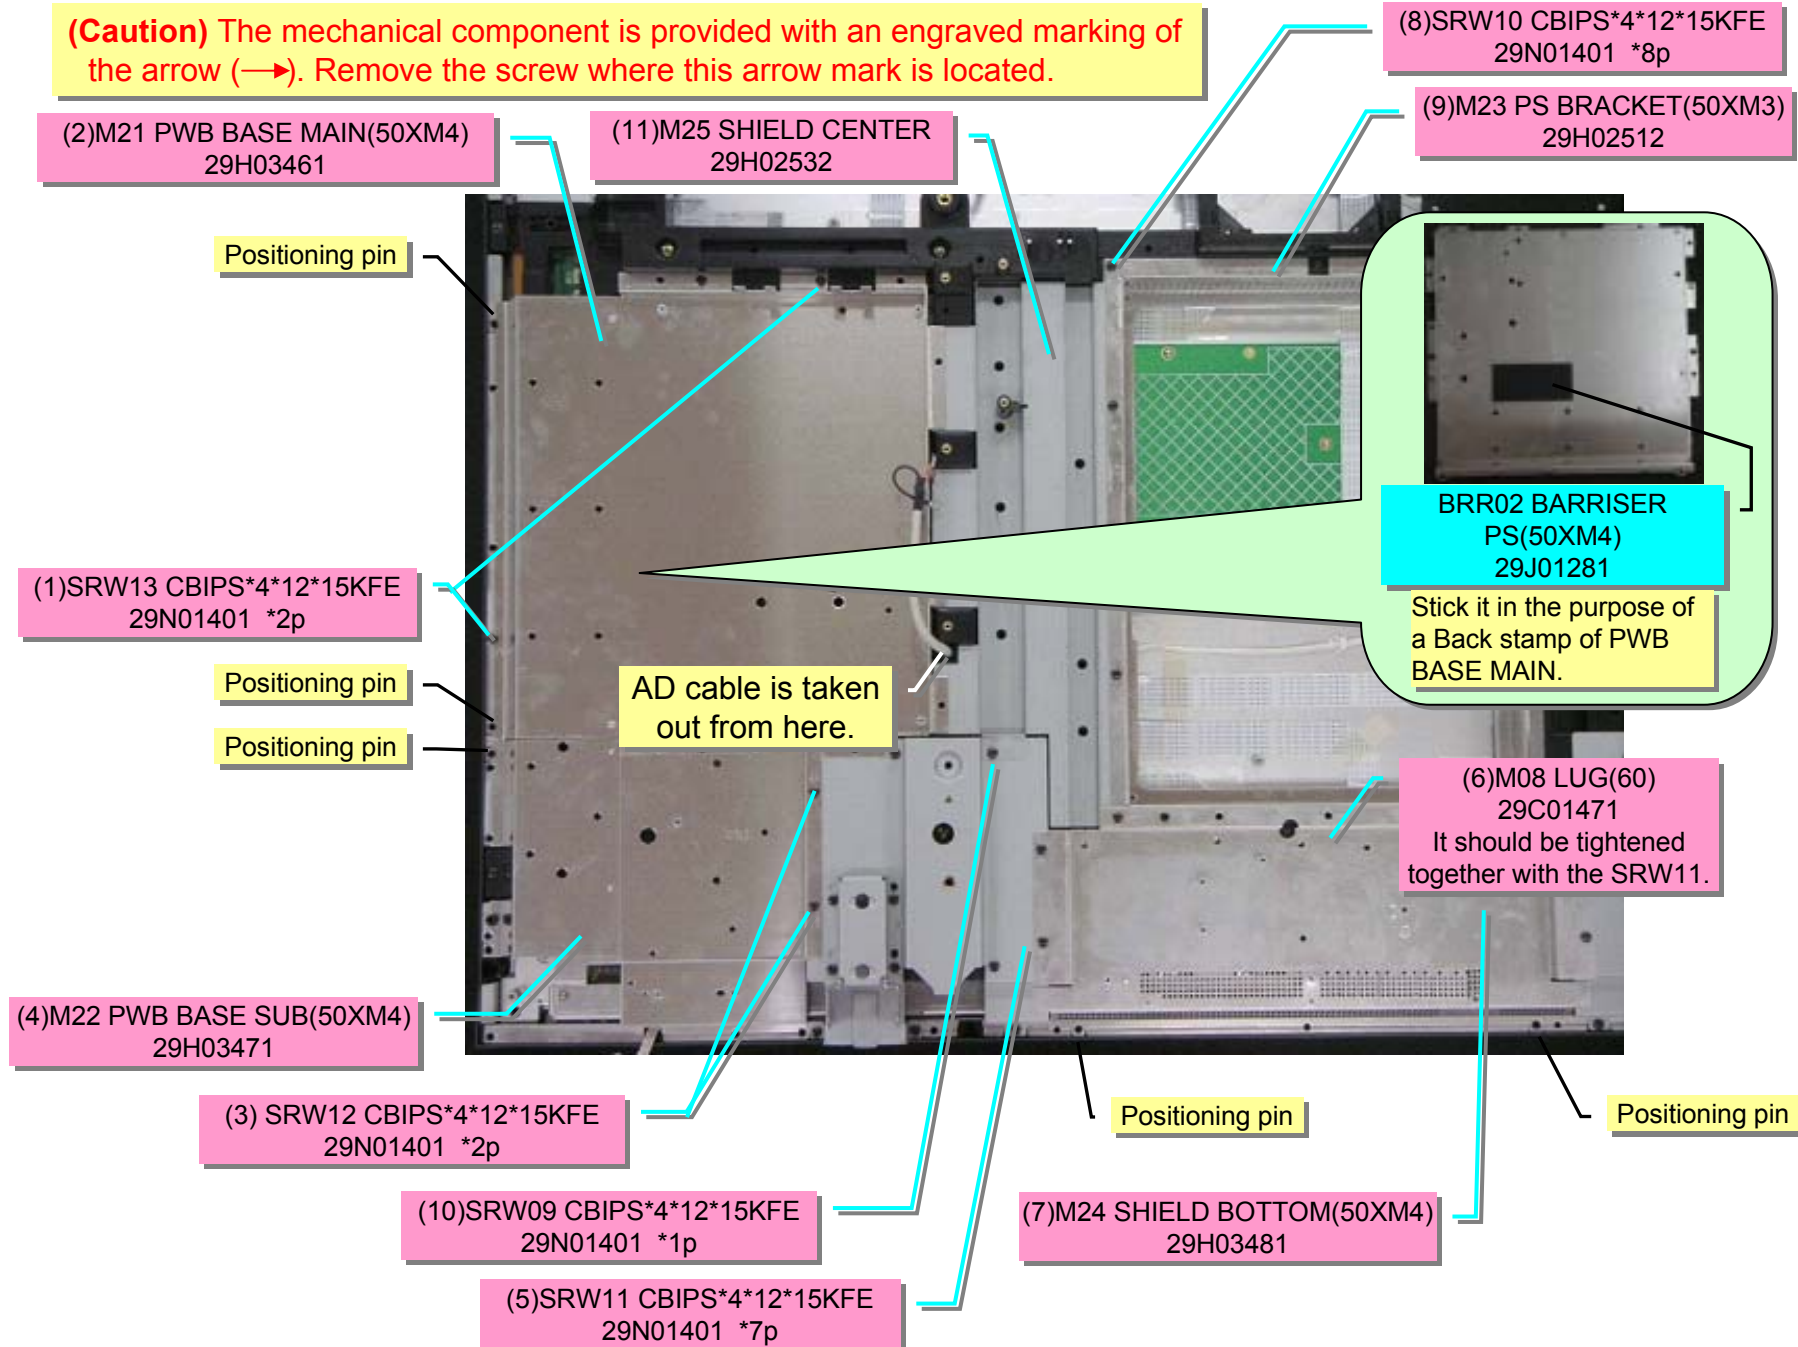 (Caution) The mechanical component is provided with an engraved marking of
the arrow (→). Remove the screw where this arrow mark is located.
(8)SRW10 CBIPS*4*12*15KFE
29N01401 *8p
(2)M21 PWB BASE MAIN(50XM4)
29H03461
(11)M25 SHIELD CENTER
29H02532
(9)M23 PS BRACKET(50XM3)
29H02512
Positioning pin
BRR02 BARRISER
PS(50XM4)
29J01281
Stick it in the purpose of
a Back stamp of PWB
BASE MAIN.
(1)SRW13 CBIPS*4*12*15KFE
29N01401 *2p
Positioning pin
AD cable is taken
out from here.
Positioning pin
(6)M08 LUG(60)
29C01471
It should be tightened
together with the SRW11.
(4)M22 PWB BASE SUB(50XM4)
29H03471
(3) SRW12 CBIPS*4*12*15KFE
29N01401 *2p
Positioning pin
Positioning pin
(10)SRW09 CBIPS*4*12*15KFE
29N01401 *1p
(7)M24 SHIELD BOTTOM(50XM4)
29H03481
(5)SRW11 CBIPS*4*12*15KFE
29N01401 *7p